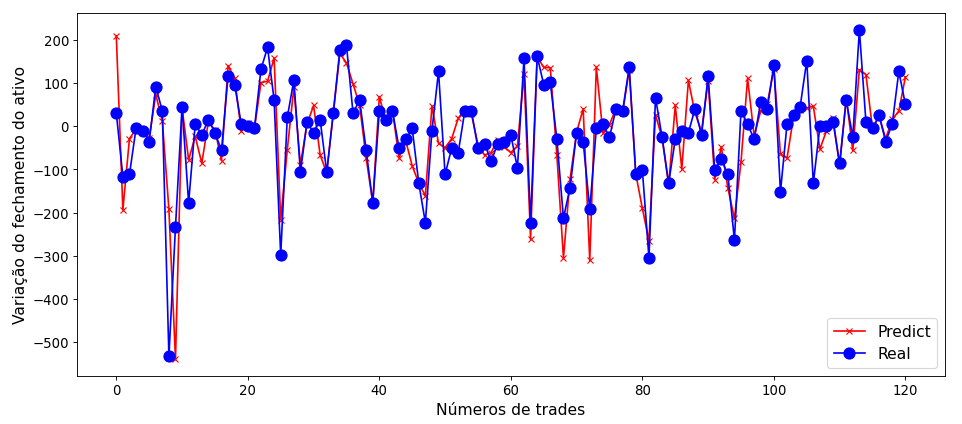 Variação do fechamento do ativo
200
100
0
−100
−200
−300
−400
−500
0 20 40 60 80 100 120
Números de trades
Predict
Real